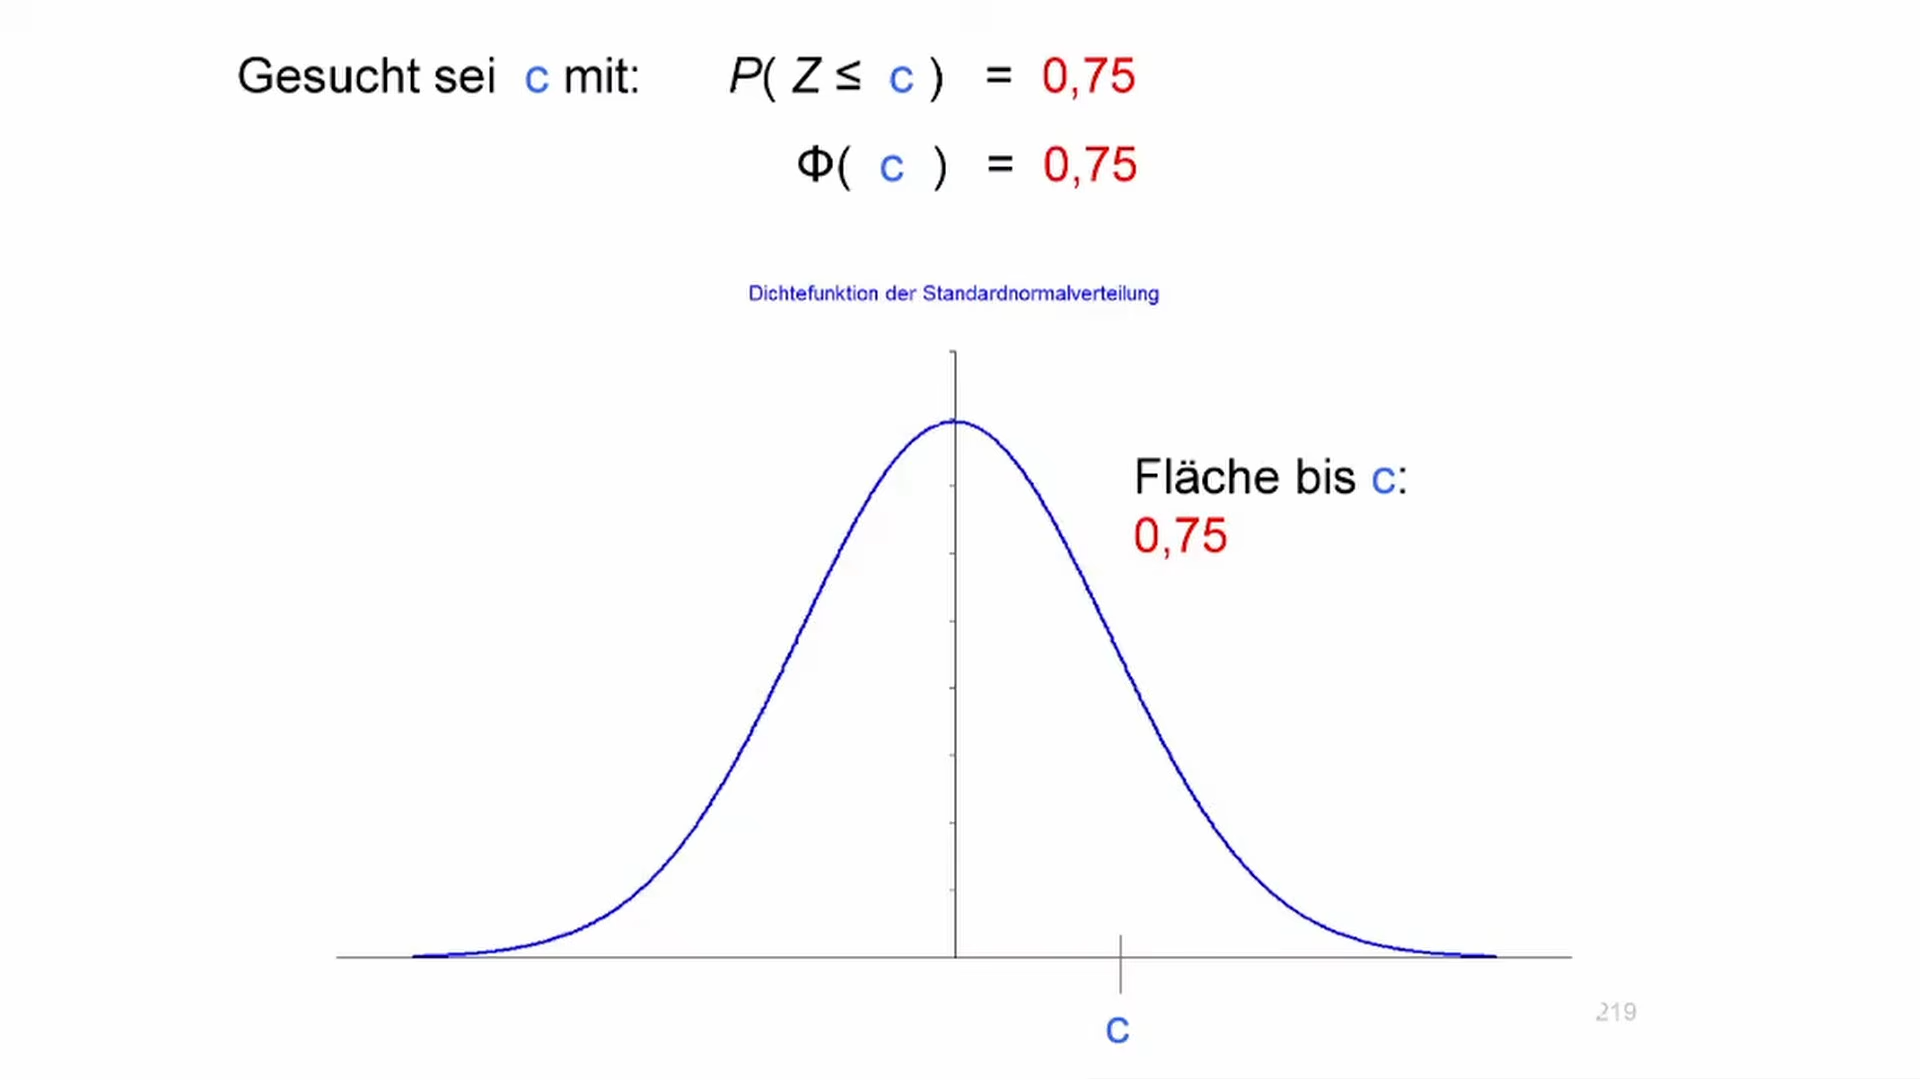 Gesucht sei c mit: P( Z ≤ c ) = 0,75
Φ( c ) = 0,75
Dichtefunktion der Standardnormalverteilung
Fläche bis c:
0,75
c
219